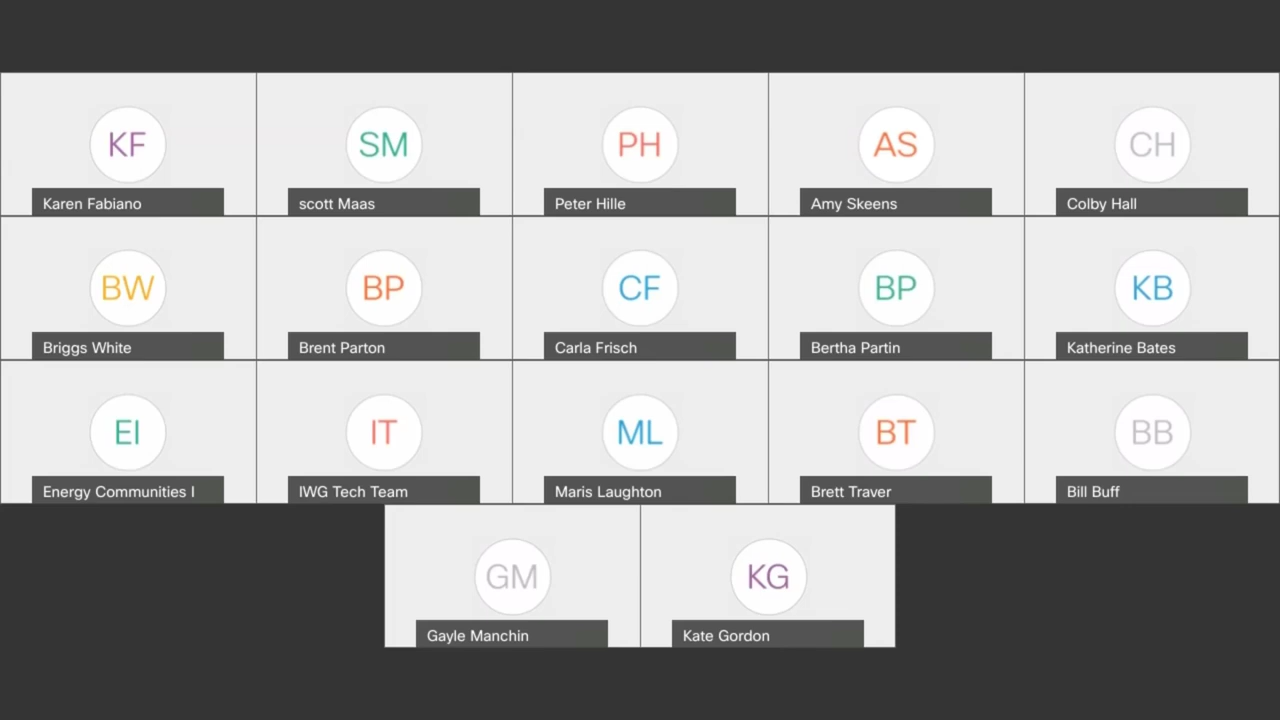 KF
Karen Fabiano
SM
scott Maas
PH
Peter Hille
AS
Amy Skeens
CH
Colby Hall
BW
Briggs White
BP
Brent Parton
CF
Carla Frisch
BP
Bertha Partin
KB
Katherine Bates
EI
Energy Communities I
IT
IWG Tech Team
ML
Maris Laughton
BT
Brett Traver
BB
Bill Buff
GM
Gayle Manchin
KG
Kate Gordon